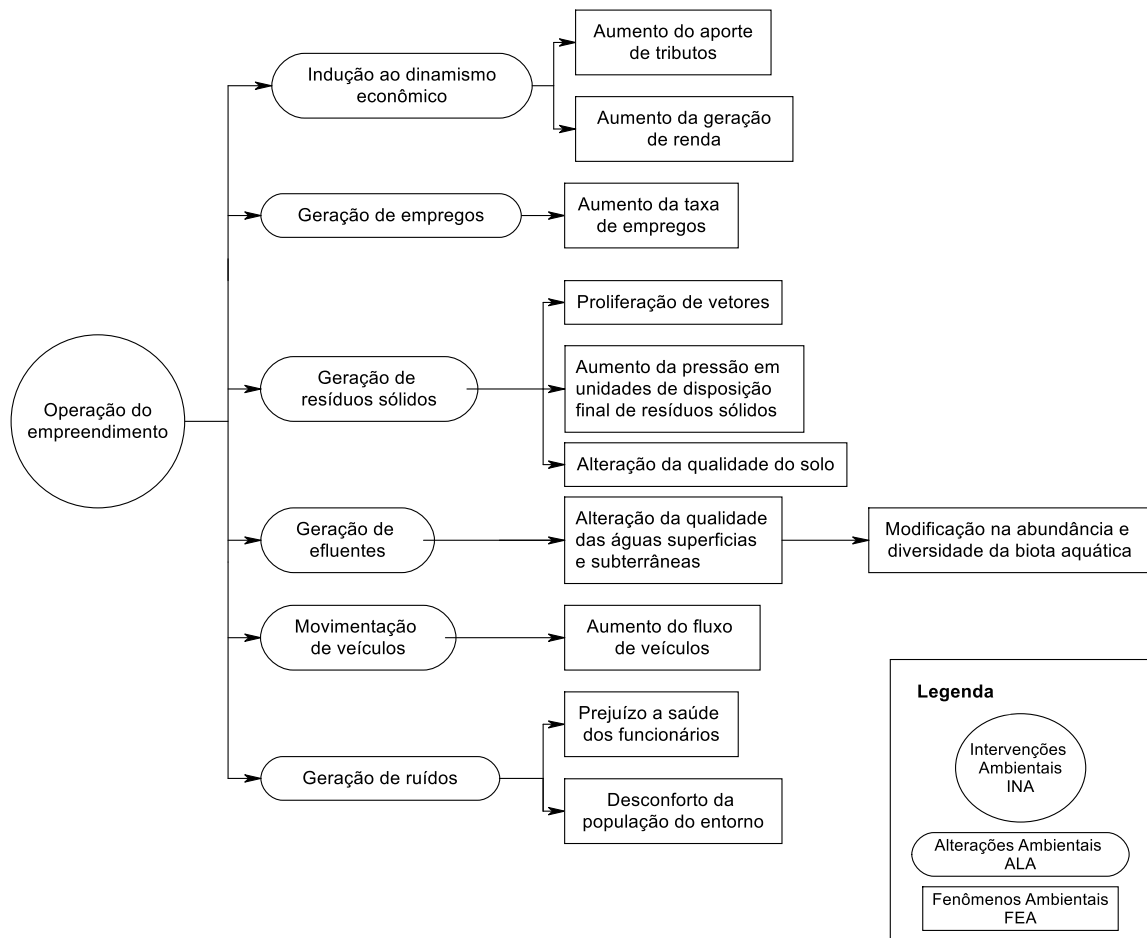 Operação do
empreendimento
Indução ao dinamismo
econômico
Aumento do aporte
de tributos
Aumento da geração
de renda
Geração de empregos
Aumento da taxa
de empregos
Geração de
resíduos sólidos
Proliferação de vetores
Aumento da pressão em
unidades de disposição
final de resíduos sólidos
Alteração da qualidade do solo
Geração de
efluentes
Alteração da qualidade
das águas superficias
e subterrâneas
Modificação na abundância e
diversidade da biota aquática
Movimentação
de veículos
Aumento do fluxo
de veículos
Geração de ruídos
Prejuízo a saúde
dos funcionários
Desconforto da
população do entorno
Legenda
Intervenções
Ambientais
INA
Alterações Ambientais
ALA
Fenômenos Ambientais
FEA